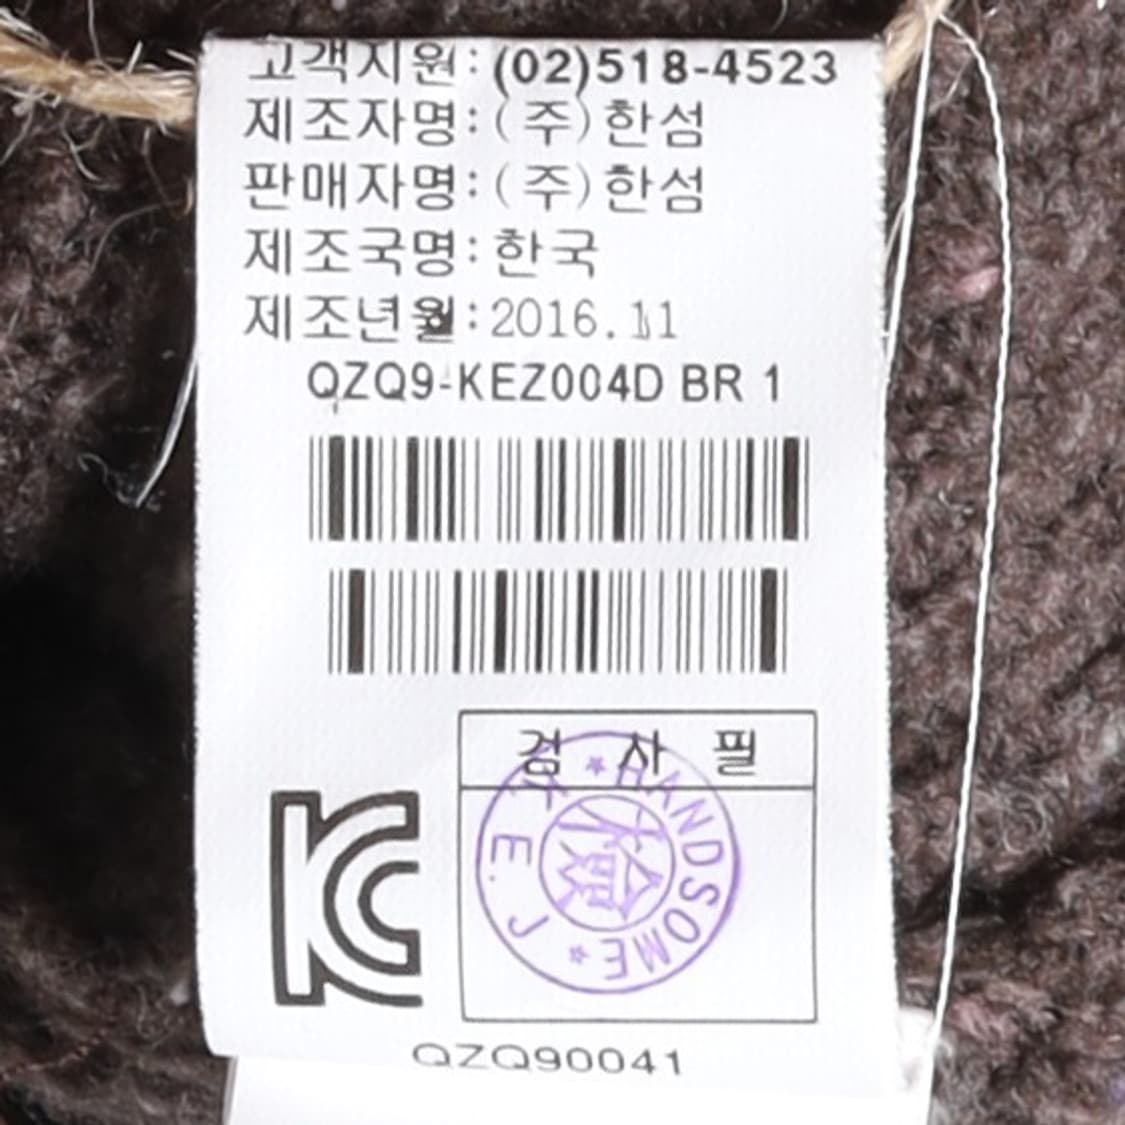 고객지원: (02)518-4523
제조자명: (주)한섬
판매자명: (주)한섬
제조국명: 한국
제조년월: 2016.11
QZQ9-KEZ004D BR 1
검 사 필
HANDSOME
KC
QZQ90041